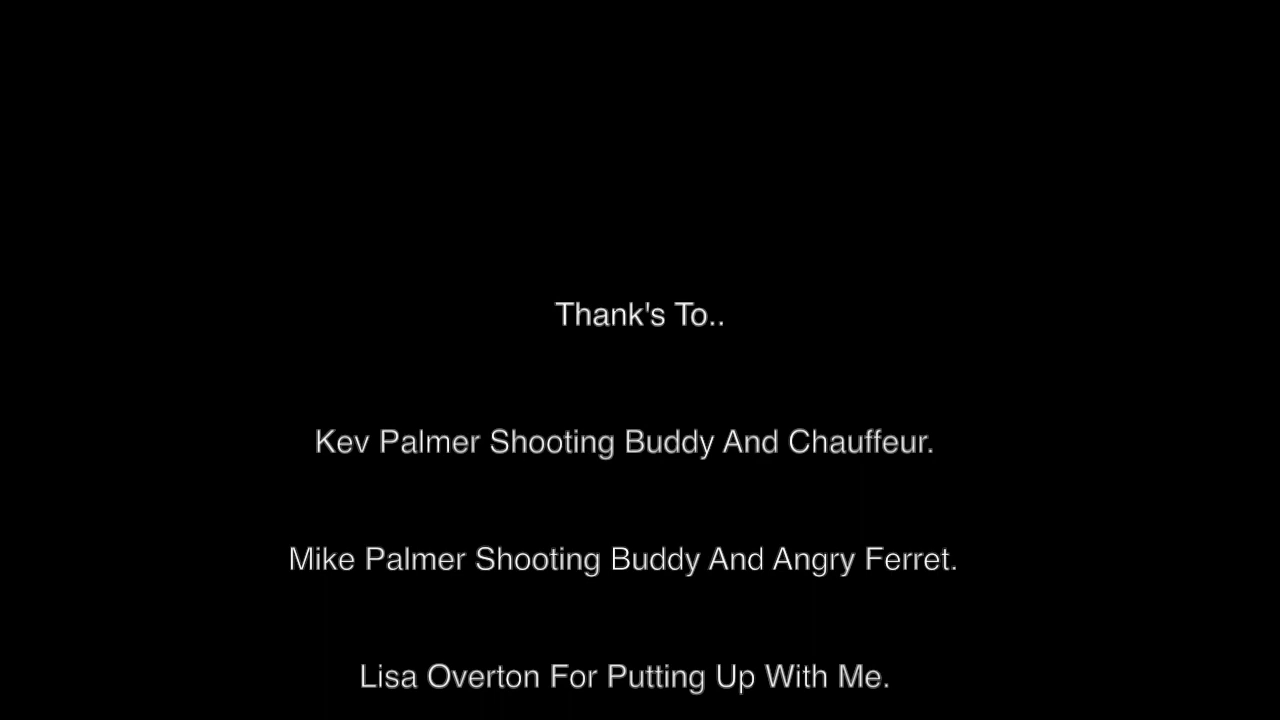 Thank's To..
Kev Palmer Shooting Buddy And Chauffeur.
Mike Palmer Shooting Buddy And Angry Ferret.
Lisa Overton For Putting Up With Me.